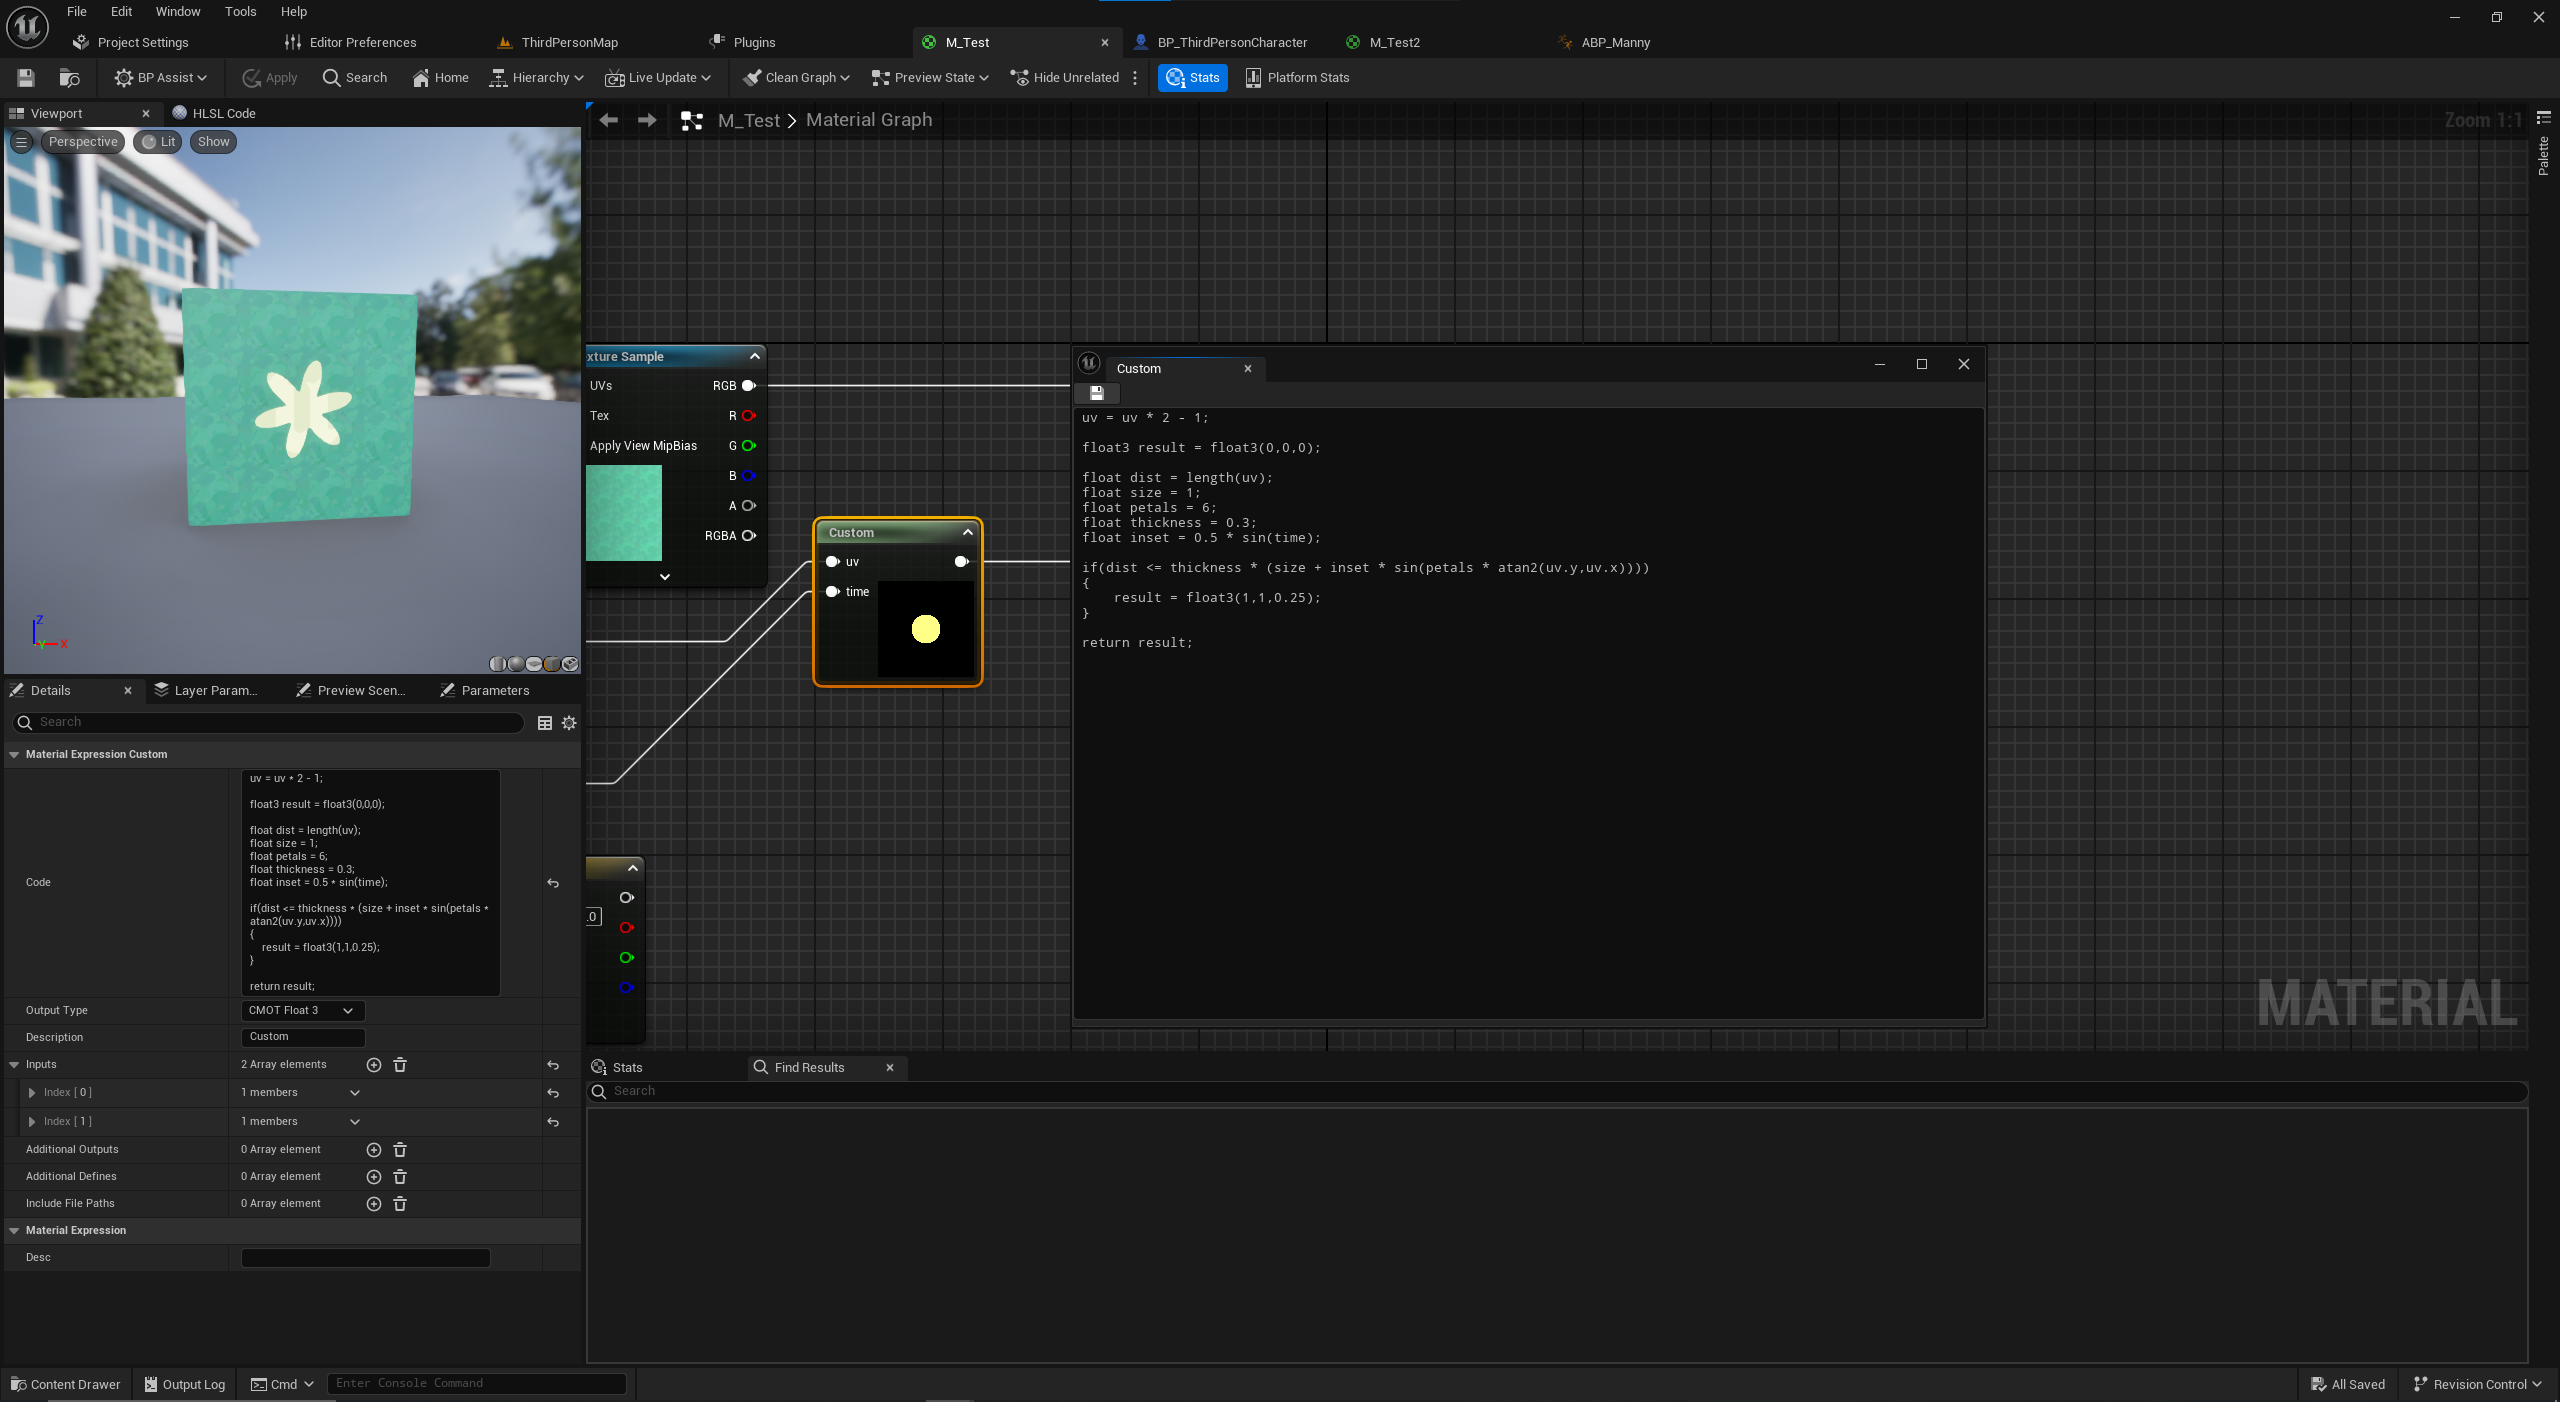 File Edit Window Tools Help
Project Settings Editor Preferences ThirdPersonMap Plugins M_Test BP_ThirdPersonCharacter M_Test2 ABP_Manny
BP Assist Apply Search Home Hierarchy Live Update Clean Graph Preview State Hide Unrelated Stats Platform Stats
Viewport HLSL Code
Perspective Lit Show
M_Test > Material Graph
Zoom 1:1
Palette
xture Sample
UVs RGB
Tex R
Apply View MipBias G
B
A
RGBA
Custom
uv
time
.0
Z
Y X
Custom
uv = uv * 2 - 1;
float3 result = float3(0,0,0);
float dist = length(uv);
float size = 1;
float petals = 6;
float thickness = 0.3;
float inset = 0.5 * sin(time);
if(dist <= thickness * (size + inset * sin(petals * atan2(uv.y,uv.x))))
{
result = float3(1,1,0.25);
}
return result;
MATERIAL
Details Layer Param... Preview Scen... Parameters
Search
Material Expression Custom
Code
uv = uv * 2 - 1;
float3 result = float3(0,0,0);
float dist = length(uv);
float size = 1;
float petals = 6;
float thickness = 0.3;
float inset = 0.5 * sin(time);
if(dist <= thickness * (size + inset * sin(petals *
atan2(uv.y,uv.x))))
{
result = float3(1,1,0.25);
}
return result;
Output Type CMOT Float 3
Description Custom
Inputs 2 Array elements
Index [ 0 ] 1 members
Index [ 1 ] 1 members
Additional Outputs 0 Array element
Additional Defines 0 Array element
Include File Paths 0 Array element
Material Expression
Desc
Stats Find Results
Search
Content Drawer Output Log Cmd Enter Console Command All Saved Revision Control